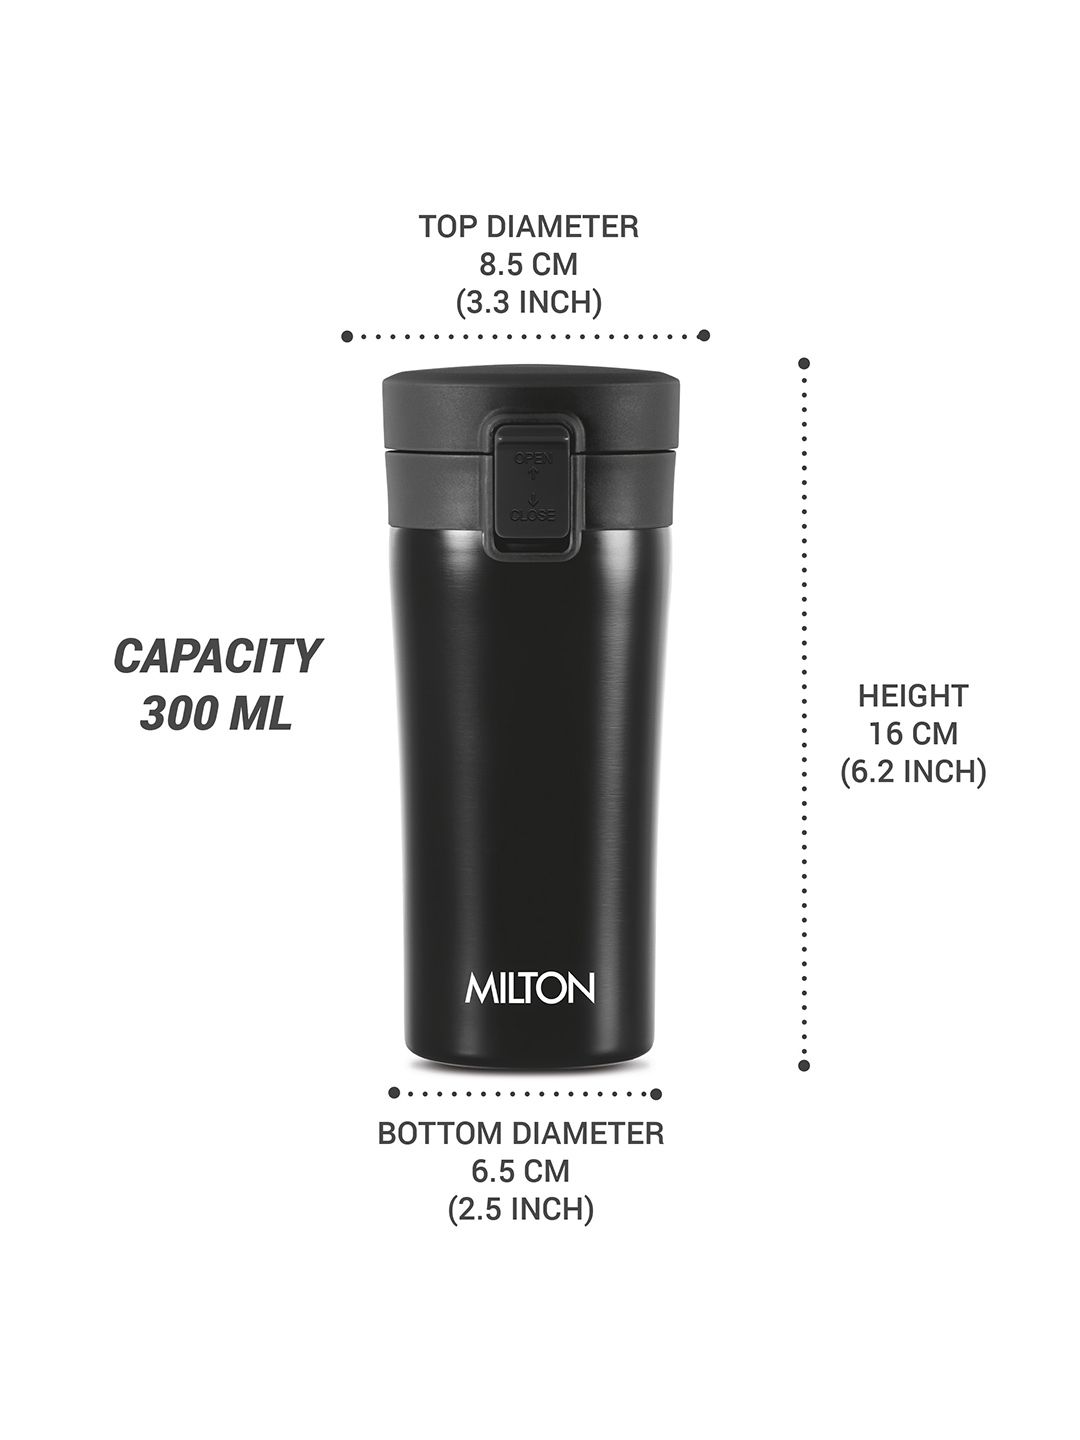 TOP DIAMETER
8.5 CM
(3.3 INCH)
OPEN
CLOSE
CAPACITY
300 ML
HEIGHT
16 CM
(6.2 INCH)
MILTON
BOTTOM DIAMETER
6.5 CM
(2.5 INCH)